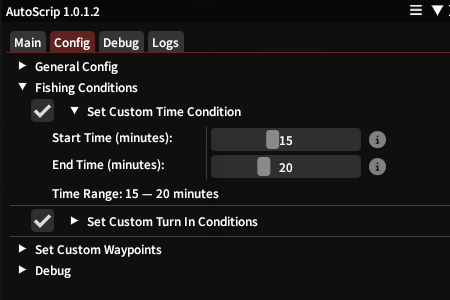 AutoScrip 1.0.1.2
Main Config Debug Logs
General Config
Fishing Conditions
Set Custom Time Condition
Start Time (minutes): 15
End Time (minutes): 20
Time Range: 15 — 20 minutes
Set Custom Turn In Conditions
Set Custom Waypoints
Debug